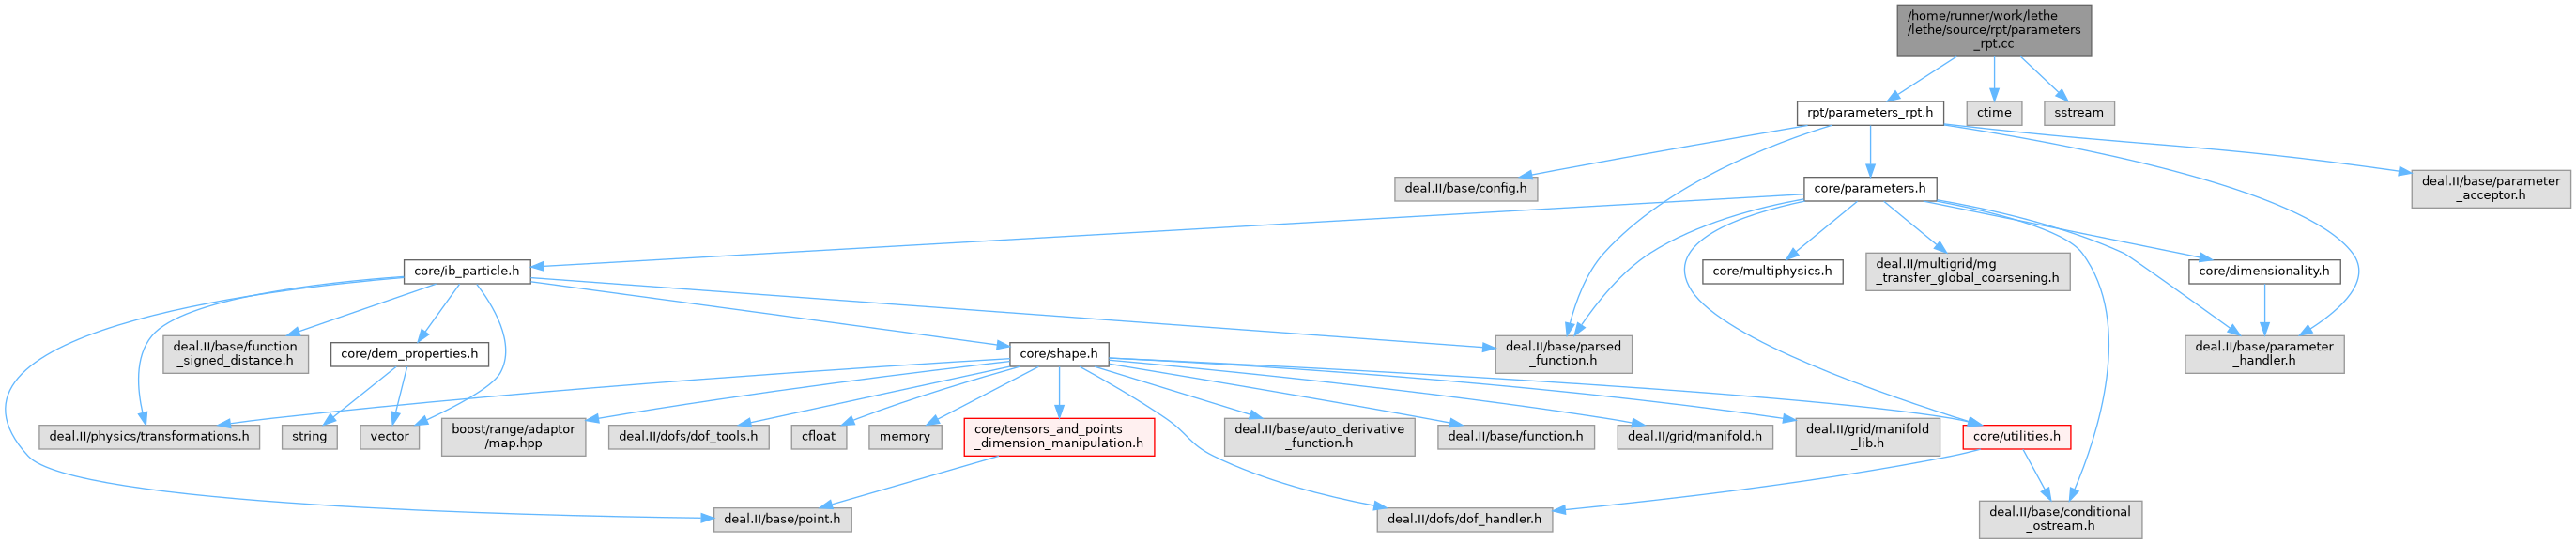 /home/runner/work/lethe
/lethe/source/rpt/parameters
_rpt.cc
rpt/parameters_rpt.h
ctime
sstream
deal.II/base/config.h
core/parameters.h
deal.II/base/parameter
_acceptor.h
core/ib_particle.h
core/multiphysics.h
deal.II/multigrid/mg
_transfer_global_coarsening.h
core/dimensionality.h
deal.II/base/function
_signed_distance.h
core/dem_properties.h
core/shape.h
deal.II/base/parsed
_function.h
deal.II/base/parameter
_handler.h
deal.II/physics/transformations.h
string
vector
boost/range/adaptor
/map.hpp
deal.II/dofs/dof_tools.h
cfloat
memory
core/tensors_and_points
_dimension_manipulation.h
deal.II/base/auto_derivative
_function.h
deal.II/base/function.h
deal.II/grid/manifold.h
deal.II/grid/manifold
_lib.h
core/utilities.h
deal.II/base/point.h
deal.II/dofs/dof_handler.h
deal.II/base/conditional
_ostream.h